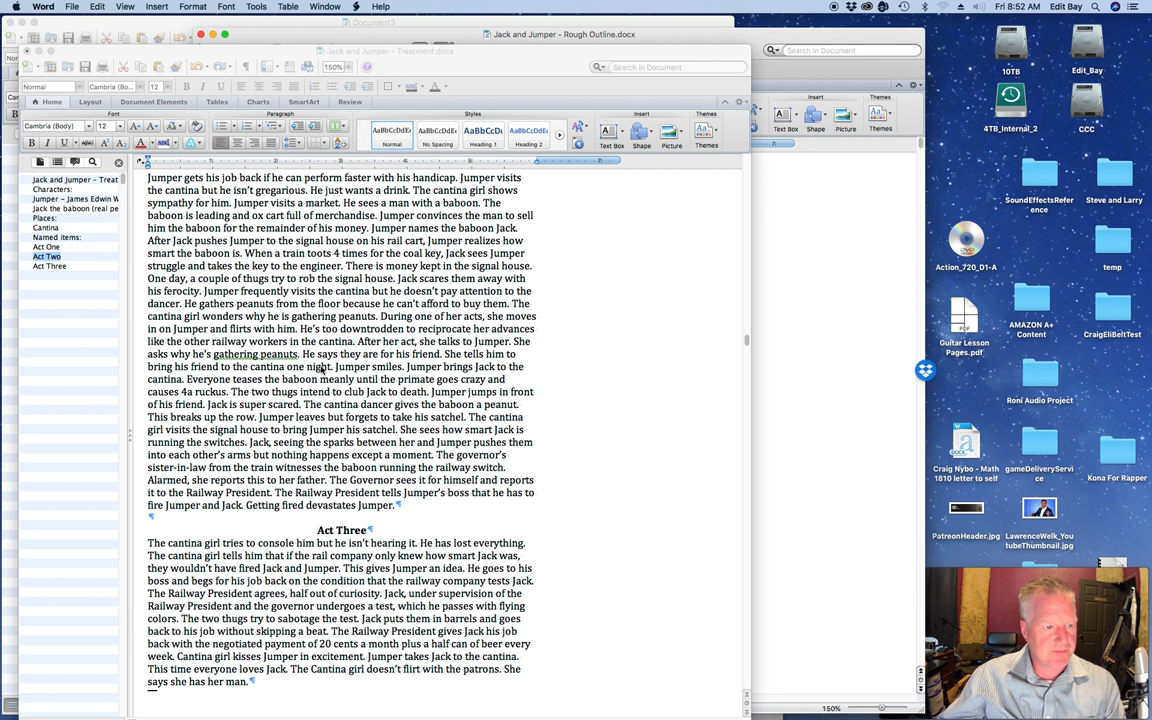 Word File Edit View Insert Format Font Tools Table Window Help
Fri 8:52 AM Edit Bay
Document3
Jack and Jumper - Rough Outline.docx
Jack and Jumper - Treatment.docx
150%
Search in Document
Search in Document
Normal Cambria (Bo... 12
Home Layout Document Elements Tables Charts SmartArt Review
Font Paragraph Styles Insert Themes
Insert Themes
Cambria (Body) 12
AaBbCcDdEe AaBbCcDdEe AaBbCcDc AaBbCcDdEe
Normal No Spacing Heading 1 Heading 2
Text Box Shape Picture Themes
Text Box Shape Picture Themes
Jack and Jumper – Treat
Characters:
Jumper – James Edwin W
Jack the baboon (real pe
Places:
Cantina
Named items:
Act One
Act Two
Act Three
Jumper gets his job back if he can perform faster with his handicap. Jumper visits
the cantina but he isn't gregarious. He just wants a drink. The cantina girl shows
sympathy for him. Jumper visits a market. He sees a man with a baboon. The
baboon is leading and ox cart full of merchandise. Jumper convinces the man to sell
him the baboon for the remainder of his money. Jumper names the baboon Jack.
After Jack pushes Jumper to the signal house on his rail cart, Jumper realizes how
smart the baboon is. When a train toots 4 times for the coal key, Jack sees Jumper
struggle and takes the key to the engineer. There is money kept in the signal house.
One day, a couple of thugs try to rob the signal house. Jack scares them away with
his ferocity. Jumper frequently visits the cantina but he doesn't pay attention to the
dancer. He gathers peanuts from the floor because he can't afford to buy them. The
cantina girl wonders why he is gathering peanuts. During one of her acts, she moves
in on Jumper and flirts with him. He's too downtrodden to reciprocate her advances
like the other railway workers in the cantina. After her act, she talks to Jumper. She
asks why he's gathering peanuts. He says they are for his friend. She tells him to
bring his friend to the cantina one night. Jumper smiles. Jumper brings Jack to the
cantina. Everyone teases the baboon meanly until the primate goes crazy and
causes 4a ruckus. The two thugs intend to club Jack to death. Jumper jumps in front
of his friend. Jack is super scared. The cantina dancer gives the baboon a peanut.
This breaks up the row. Jumper leaves but forgets to take his satchel. The cantina
girl visits the signal house to bring Jumper his satchel. She sees how smart Jack is
running the switches. Jack, seeing the sparks between her and Jumper pushes them
into each other's arms but nothing happens except a moment. The governor's
sister-in-law from the train witnesses the baboon running the railway switch.
Alarmed, she reports this to her father. The Governor sees it for himself and reports
it to the Railway President. The Railway President tells Jumper's boss that he has to
fire Jumper and Jack. Getting fired devastates Jumper.¶
¶
Act Three¶
The cantina girl tries to console him but he isn't hearing it. He has lost everything.
The cantina girl tells him that if the rail company only knew how smart Jack was,
they wouldn't have fired Jack and Jumper. This gives Jumper an idea. He goes to his
boss and begs for his job back on the condition that the railway company tests Jack.
The Railway President agrees, half out of curiosity. Jack, under supervision of the
Railway President and the governor undergoes a test, which he passes with flying
colors. The two thugs try to sabotage the test. Jack puts them in barrels and goes
back to his job without skipping a beat. The Railway President gives Jack his job
back with the negotiated payment of 20 cents a month plus a half can of beer every
week. Cantina girl kisses Jumper in excitement. Jumper takes Jack to the cantina.
This time everyone loves Jack. The Cantina girl doesn't flirt with the patrons. She
says she has her man.¶
150%
10TB
Edit_Bay
4TB_Internal_2
CCC
SoundEffectsRefer
ence
Steve and Larry
Action_720_D1-A
temp
PDF
Guitar Lesson
Pages.pdf
AMAZON A+
Content
CraigEliBeltTest
Roni Audio Project
DOCX
Craig Nybo - Math
1810 letter to self
gameDeliveryServi
ce
Kona For Rapper
PatreonHeader.jpg
LawrenceWelk_You
tubeThumbnail.jpg